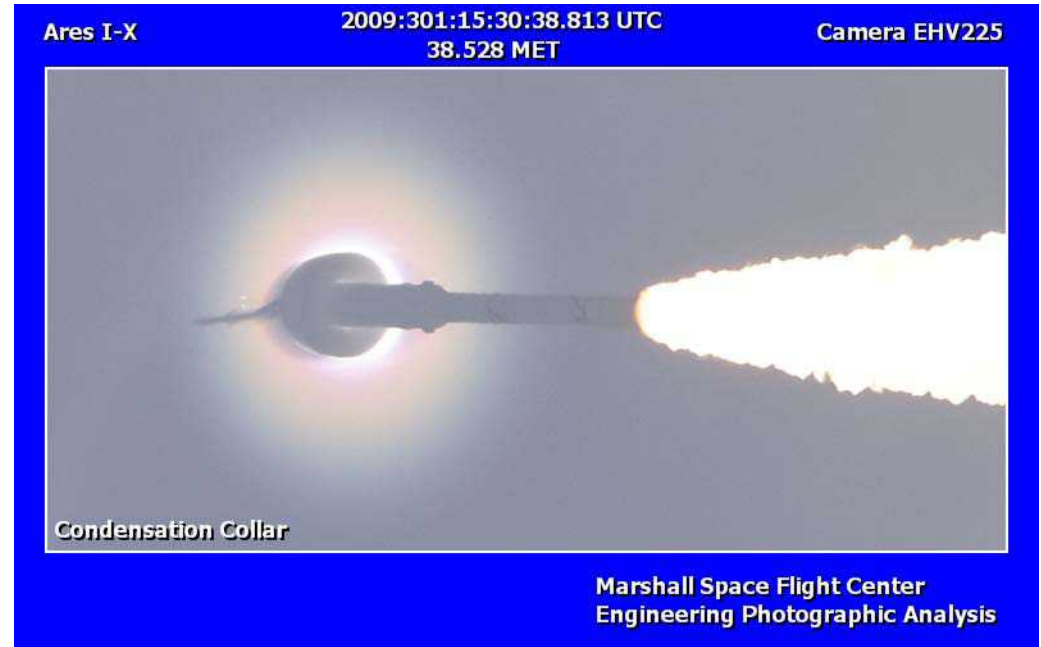 Ares I-X
2009:301:15:30:38.813 UTC
38.528 MET
Camera EHV225
Condensation Collar
Marshall Space Flight Center
Engineering Photographic Analysis